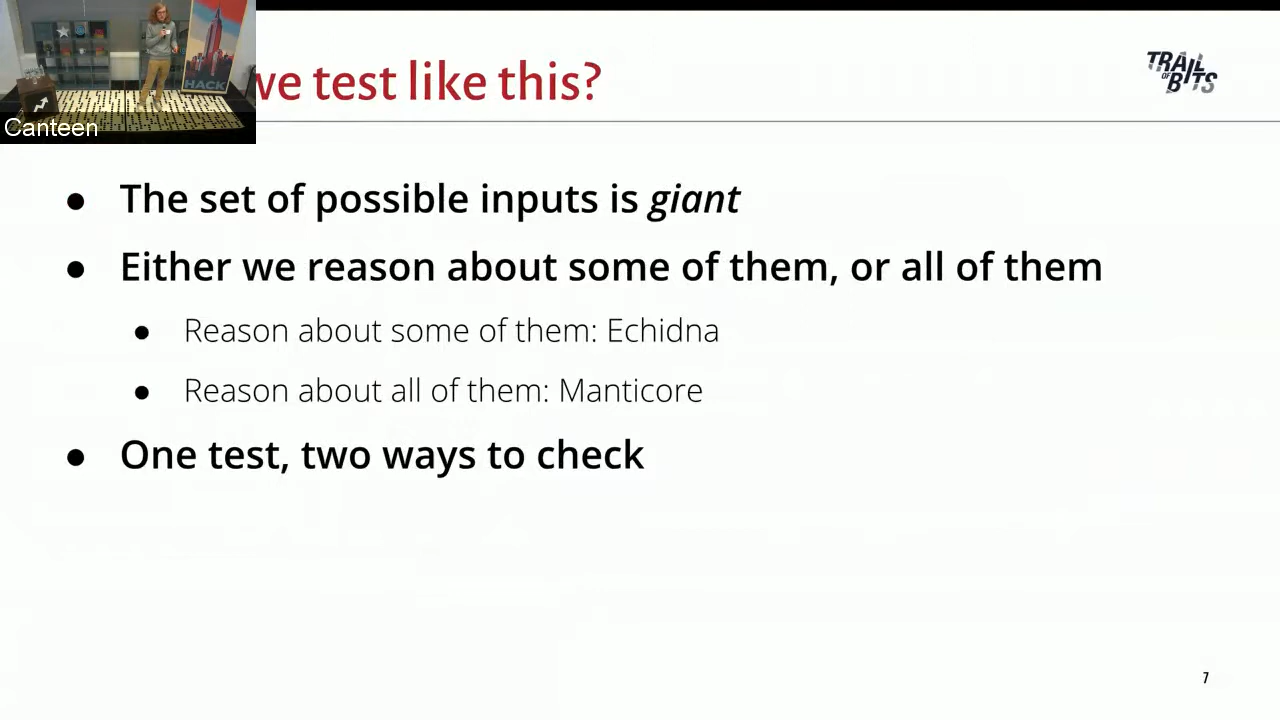 HACK
Canteen
we test like this?
TRAIL
OF
BITS
● The set of possible inputs is giant
● Either we reason about some of them, or all of them
● Reason about some of them: Echidna
● Reason about all of them: Manticore
● One test, two ways to check
7